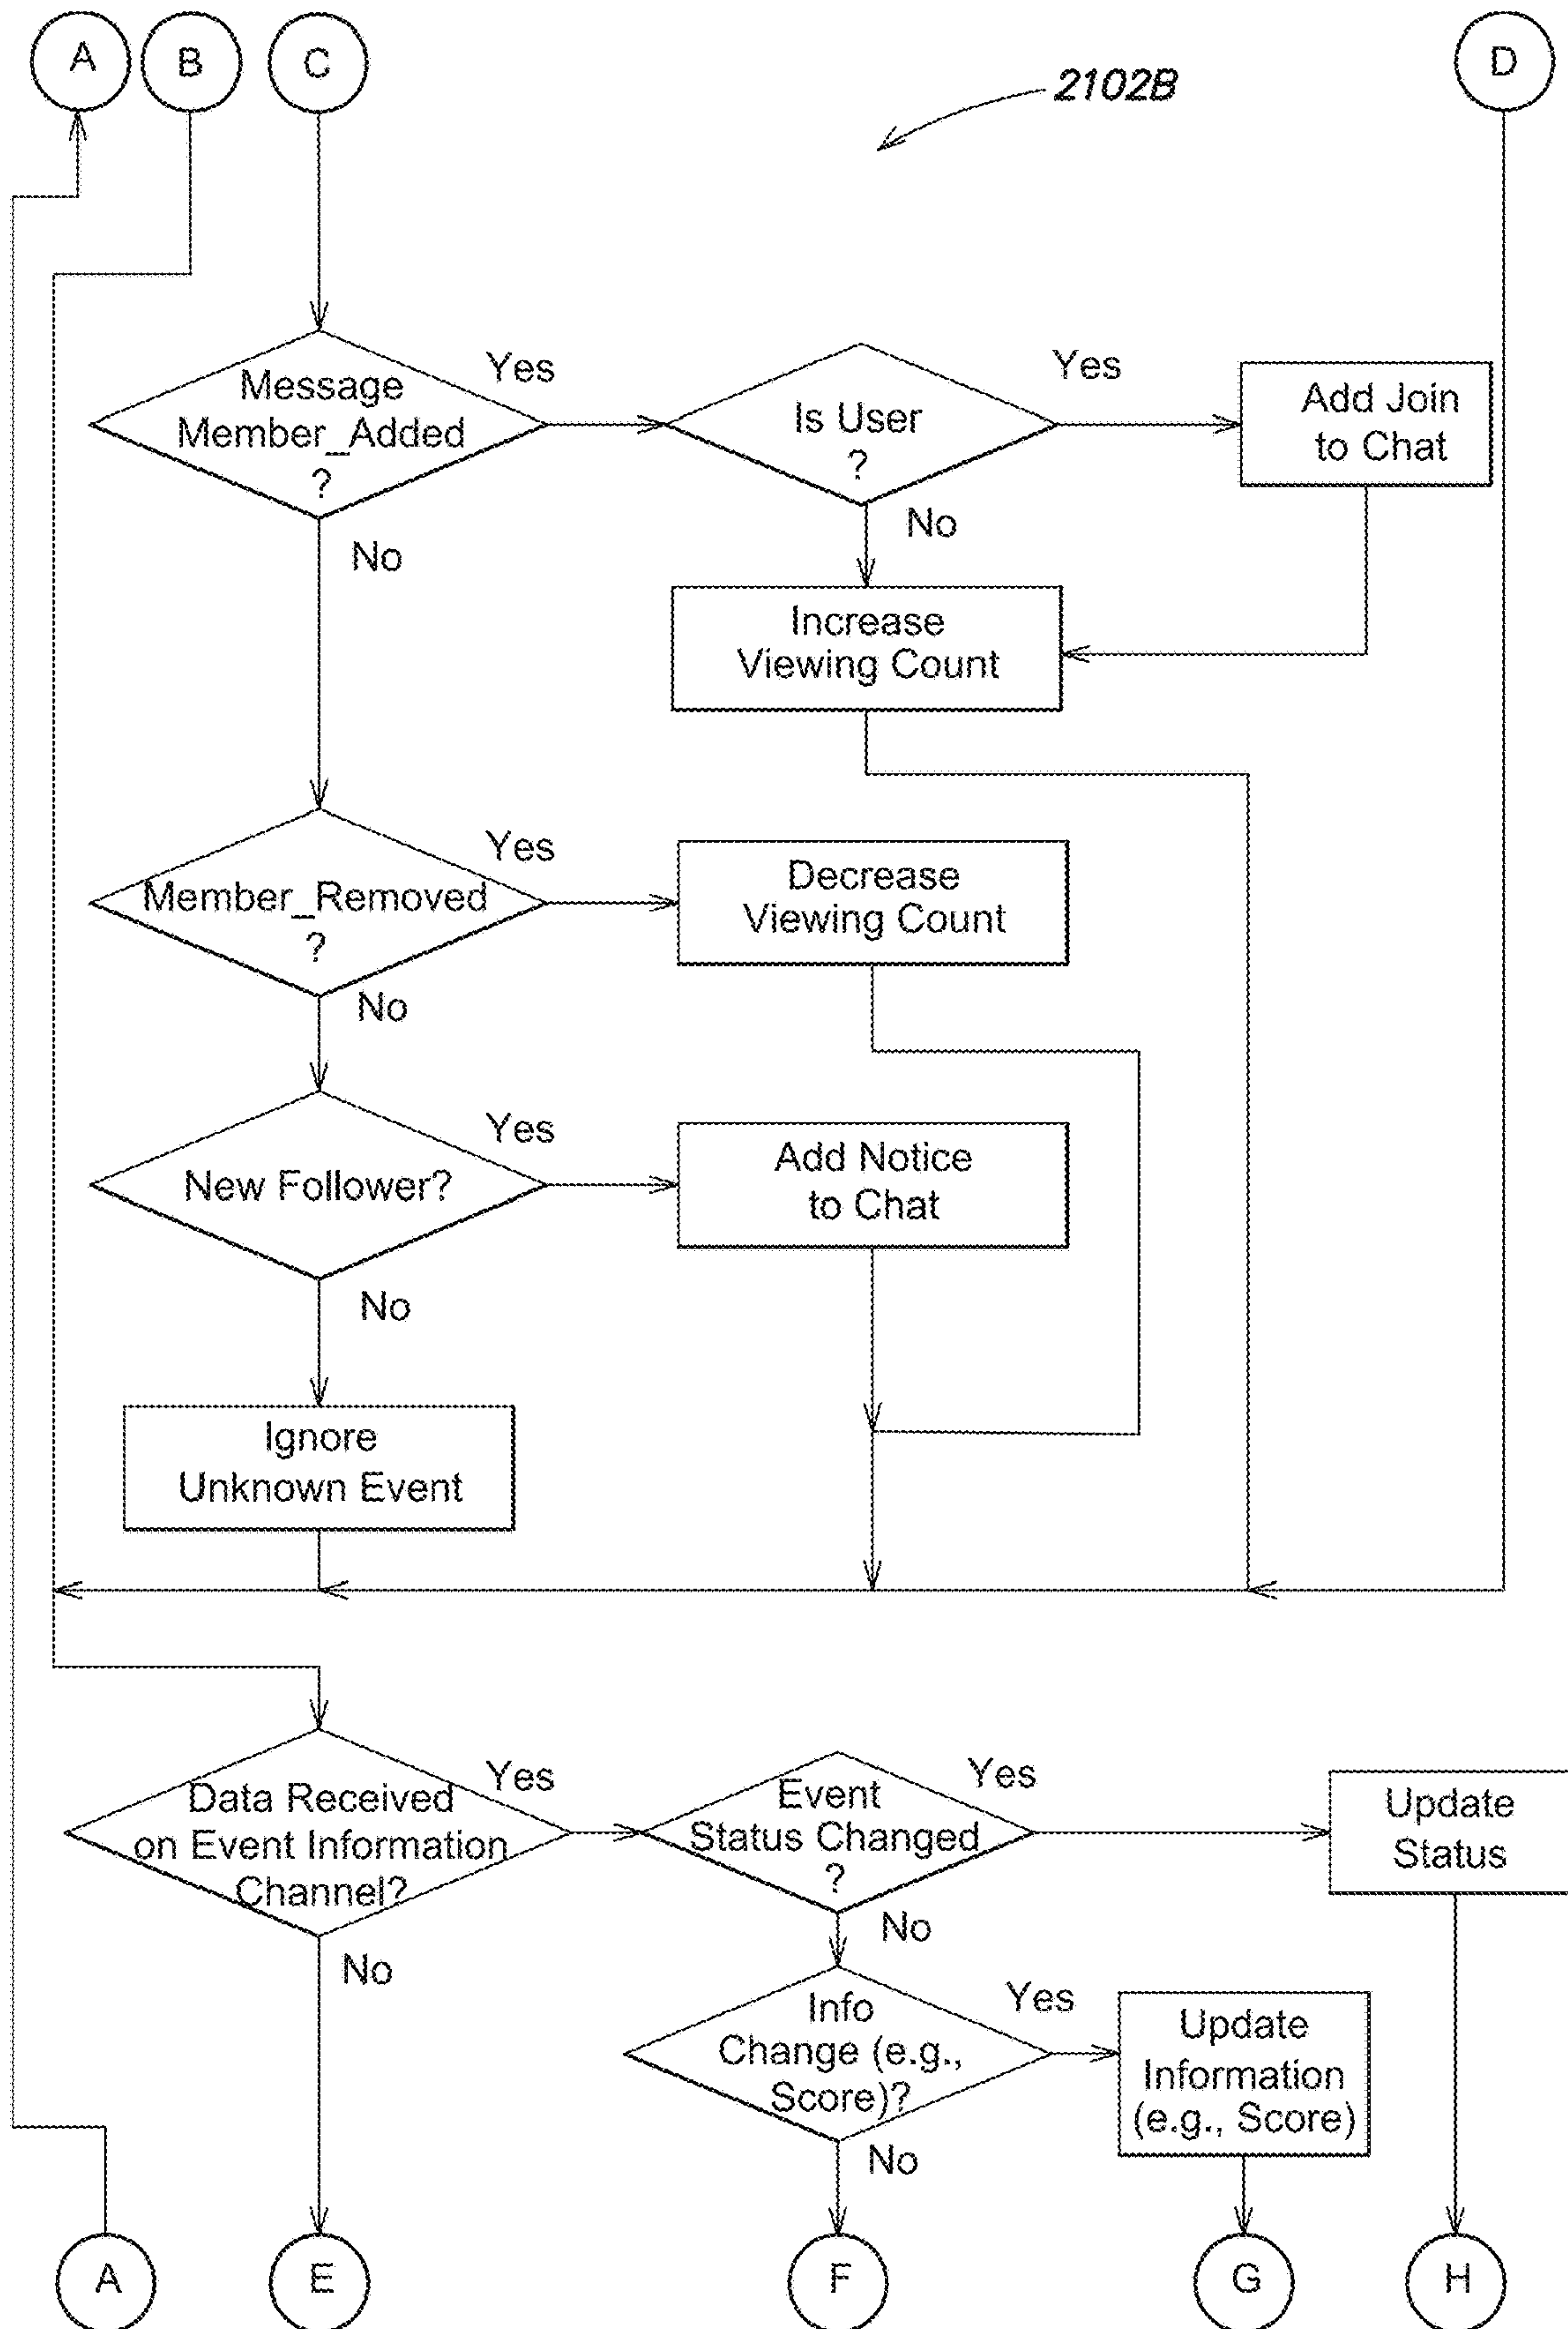 A
B
C
D
2102B
Message
Member_Added
?
Yes
No
Is User
?
Yes
No
Add Join
to Chat
Increase
Viewing Count
Member_Removed
?
Yes
No
Decrease
Viewing Count
New Follower?
Yes
No
Add Notice
to Chat
Ignore
Unknown Event
Data Received
on Event Information
Channel?
Yes
No
Event
Status Changed
?
Yes
No
Update
Status
Info
Change (e.g.,
Score)?
Yes
No
Update
Information
(e.g., Score)
A
E
F
G
H